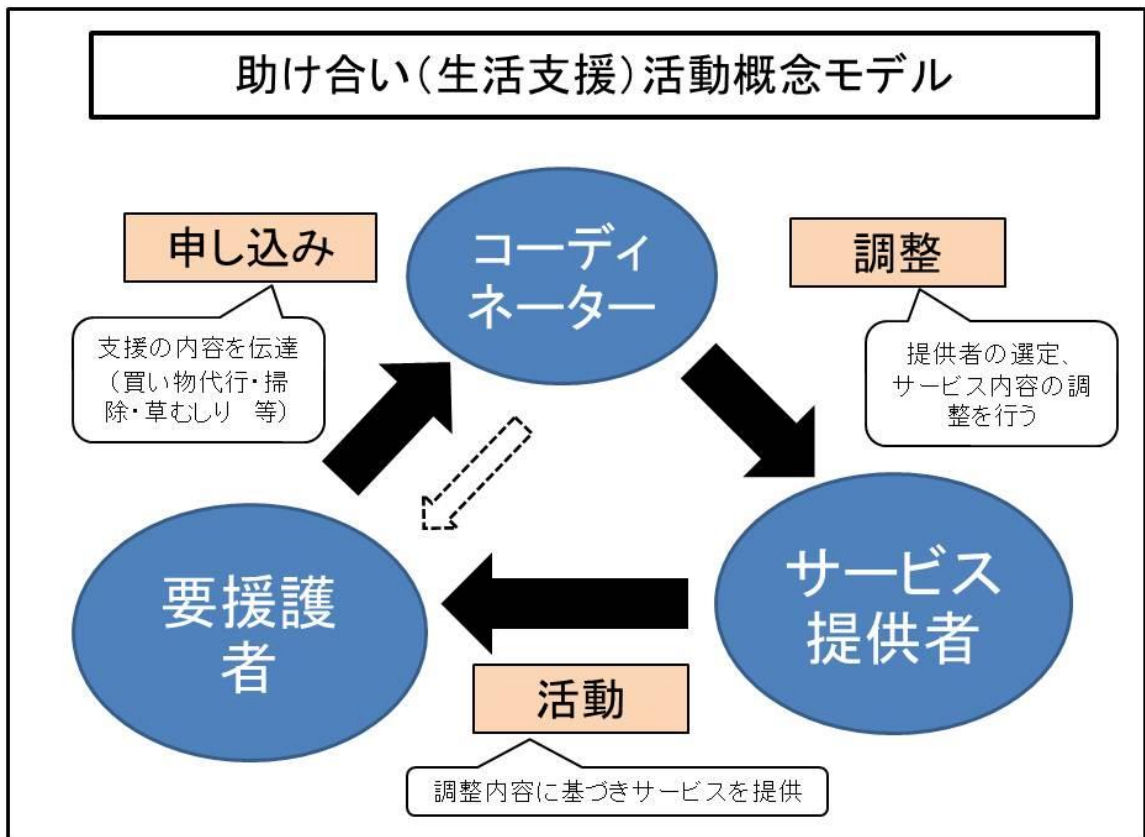 助け合い（生活支援）活動概念モデル
申し込み
コーディ
ネーター
調整
支援の内容を伝達
（買い物代行・掃
除・草むしり　等）
提供者の選定、
サービス内容の調
整を行う
要援護
者
サービス
提供者
活動
調整内容に基づきサービスを提供